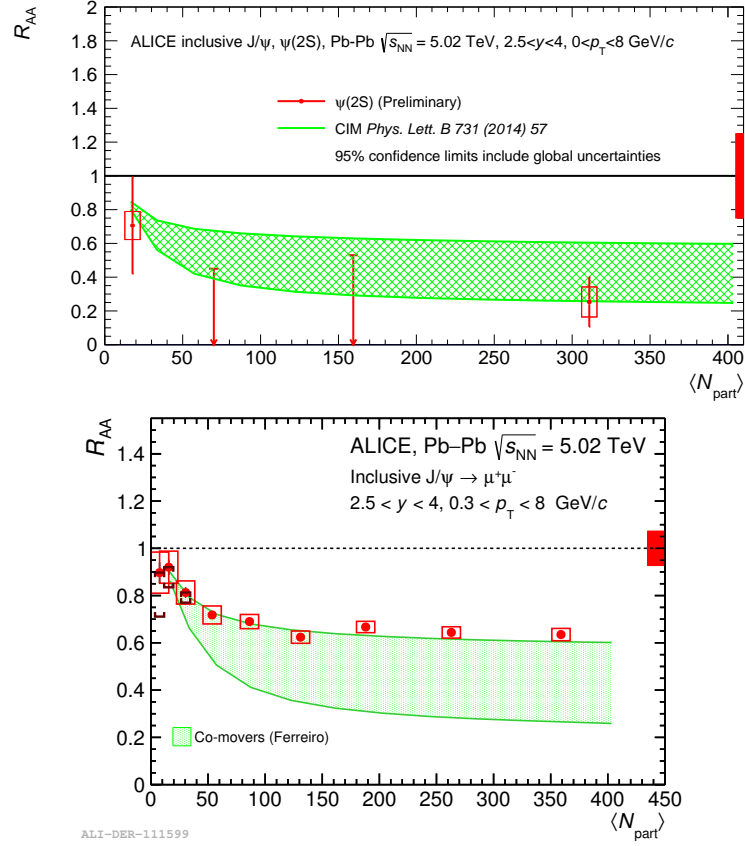 R_AA
2
1.8
1.6
1.4
1.2
1
0.8
0.6
0.4
0.2
0
ALICE inclusive J/ψ, ψ(2S), Pb-Pb √s_NN = 5.02 TeV, 2.5<y<4, 0<p_T<8 GeV/c
ψ(2S) (Preliminary)
CIM Phys. Lett. B 731 (2014) 57
95% confidence limits include global uncertainties
0 50 100 150 200 250 300 350 400
⟨N_part⟩
R_AA
1.4
1.2
1
0.8
0.6
0.4
0.2
0
ALICE, Pb–Pb √s_NN = 5.02 TeV
Inclusive J/ψ → μ⁺μ⁻
2.5 < y < 4, 0.3 < p_T < 8 GeV/c
Co-movers (Ferreiro)
0 50 100 150 200 250 300 350 400 450
⟨N_part⟩
ALI-DER-111599